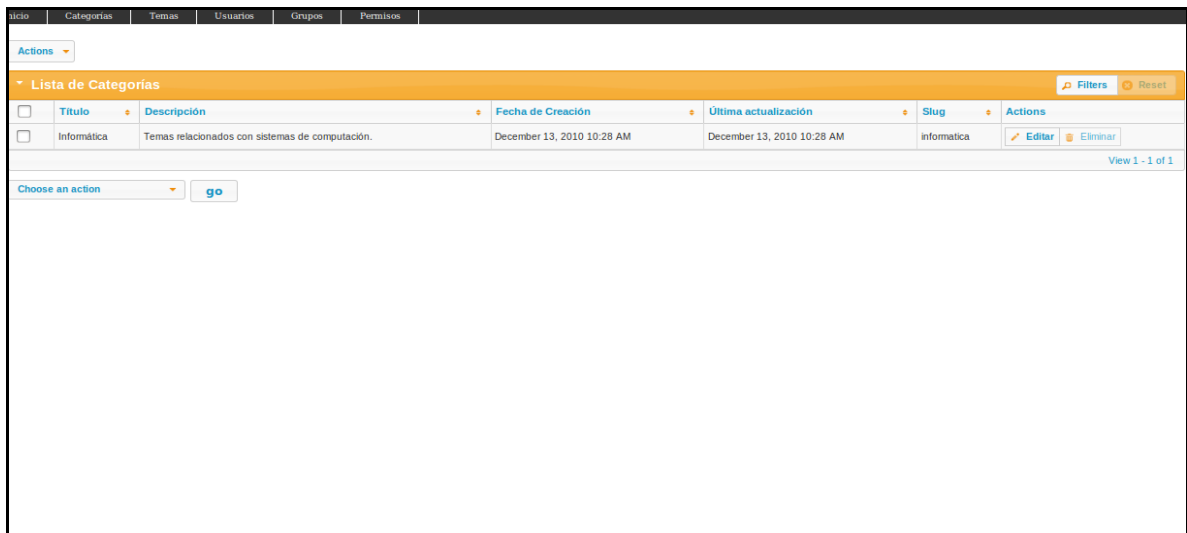 nicio Categorías Temas Usuarios Grupos Permisos
Actions
Lista de Categorías Filters Reset
Título Descripción Fecha de Creación Última actualización Slug Actions
Informática Temas relacionados con sistemas de computación. December 13, 2010 10:28 AM December 13, 2010 10:28 AM informatica Editar Eliminar
View 1 - 1 of 1
Choose an action go